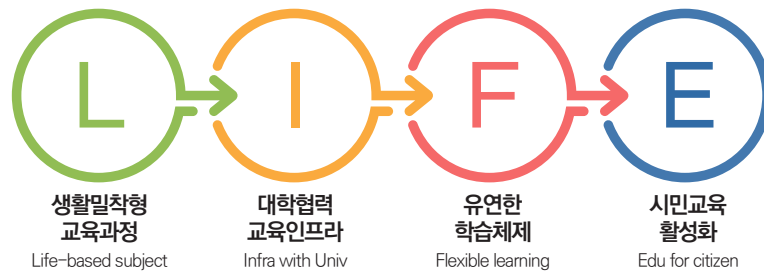 L I F E
생활밀착형 교육과정
Life-based subject
대학협력 교육인프라
Infra with Univ
유연한 학습체제
Flexible learning
시민교육 활성화
Edu for citizen